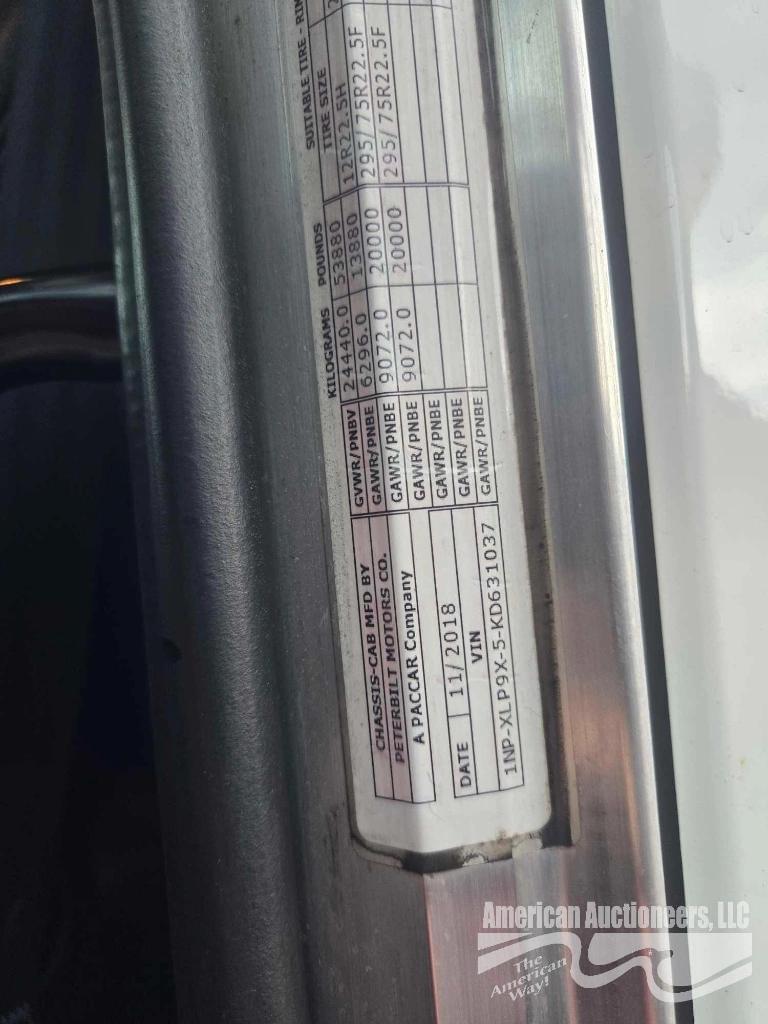 CHASSIS-CAB MFD BY
PETERBILT MOTORS CO.
A PACCAR Company
DATE 11/2018
VIN
1NP-XLP9X-5-KD631037
KILOGRAMS POUNDS SUITABLE TIRE - RIM
TIRE SIZE
GVWR/PNBV 24440.0 53880
GAWR/PNBE 6296.0 13880 12R22.5H
GAWR/PNBE 9072.0 20000 295/75R22.5F
GAWR/PNBE 9072.0 20000 295/75R22.5F
GAWR/PNBE
GAWR/PNBE
GAWR/PNBE
American Auctioneers, LLC
The
American
Way!